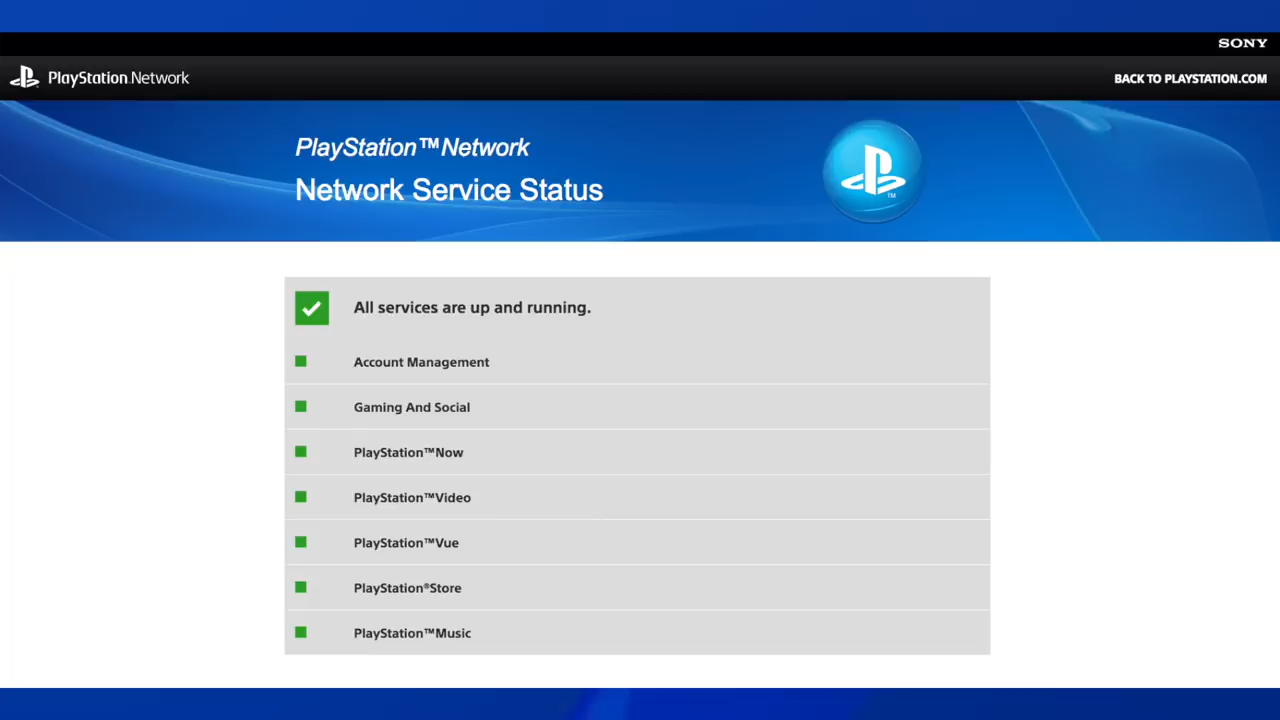 SONY
PlayStation Network
BACK TO PLAYSTATION.COM
PlayStation™Network
Network Service Status
TM
All services are up and running.
Account Management
Gaming And Social
PlayStation™Now
PlayStation™Video
PlayStation™Vue
PlayStation®Store
PlayStation™Music